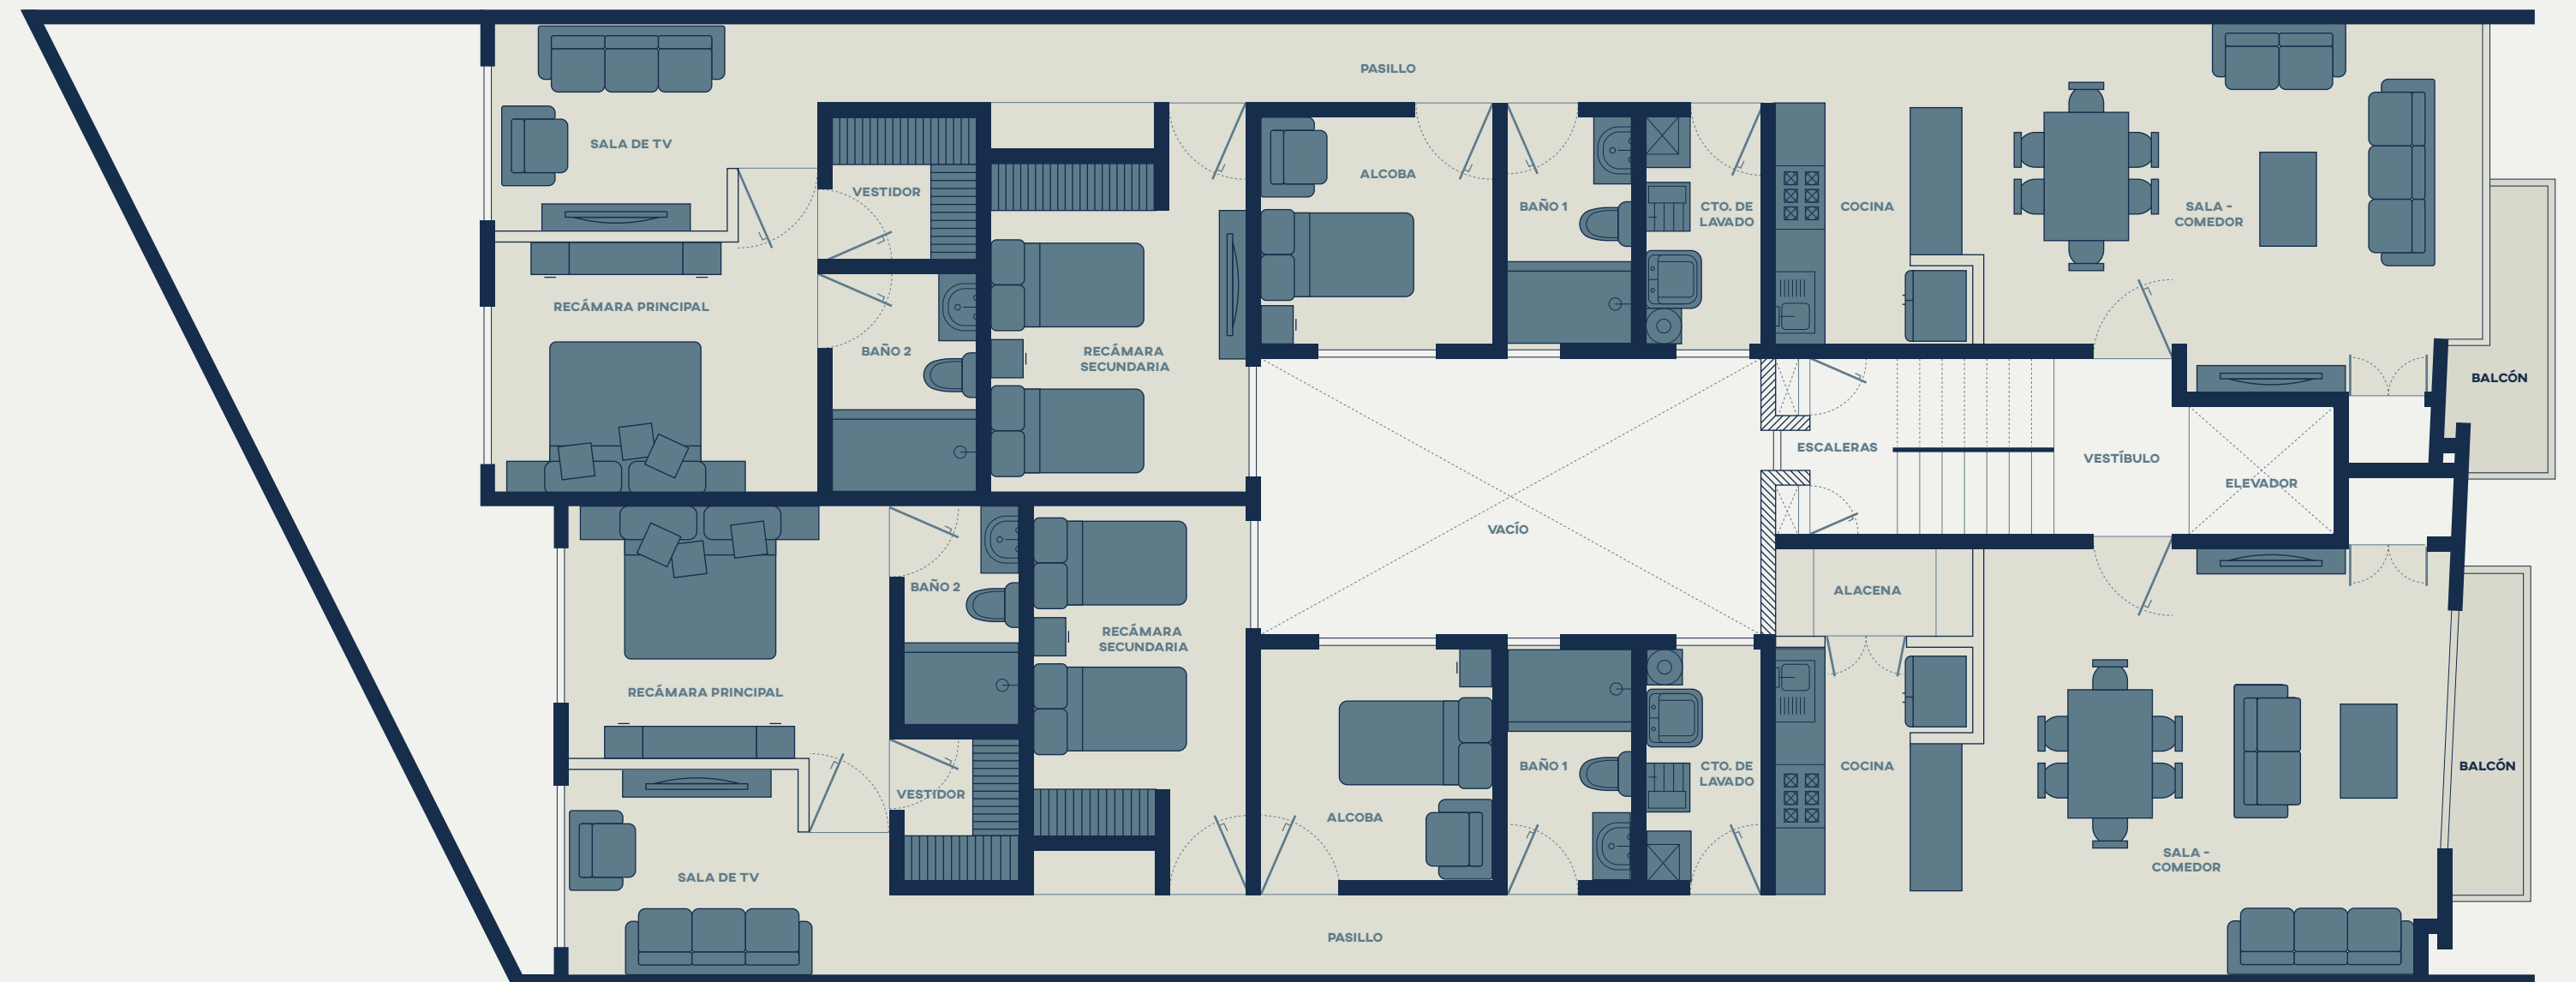 PASILLO
SALA DE TV
VESTIDOR
ALCOBA
BAÑO 1
CTO. DE
LAVADO
COCINA
SALA -
COMEDOR
RECÁMARA PRINCIPAL
BAÑO 2
RECÁMARA
SECUNDARIA
BALCÓN
ESCALERAS
VESTÍBULO
ELEVADOR
VACÍO
BAÑO 2
ALACENA
RECÁMARA
SECUNDARIA
RECÁMARA PRINCIPAL
VESTIDOR
ALCOBA
BAÑO 1
CTO. DE
LAVADO
COCINA
BALCÓN
SALA -
COMEDOR
SALA DE TV
PASILLO